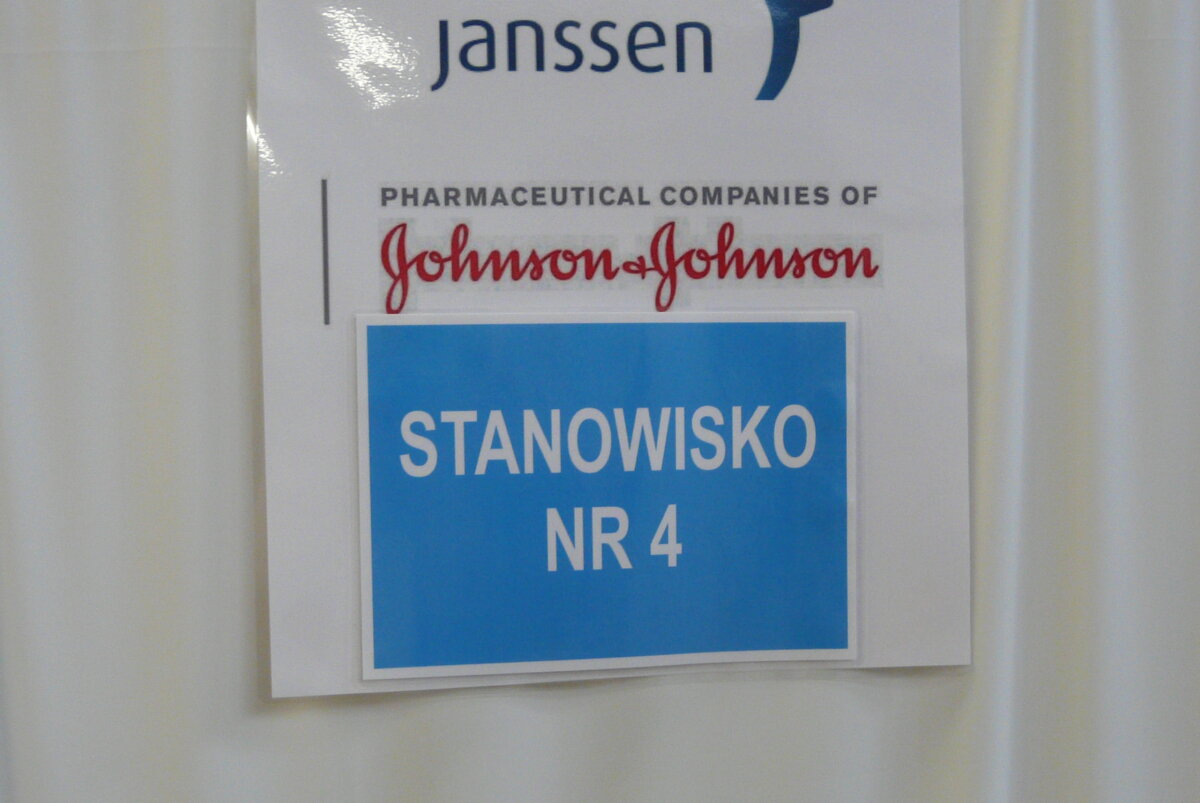 janssen
PHARMACEUTICAL COMPANIES OF
Johnson & Johnson
STANOWISKO
NR 4